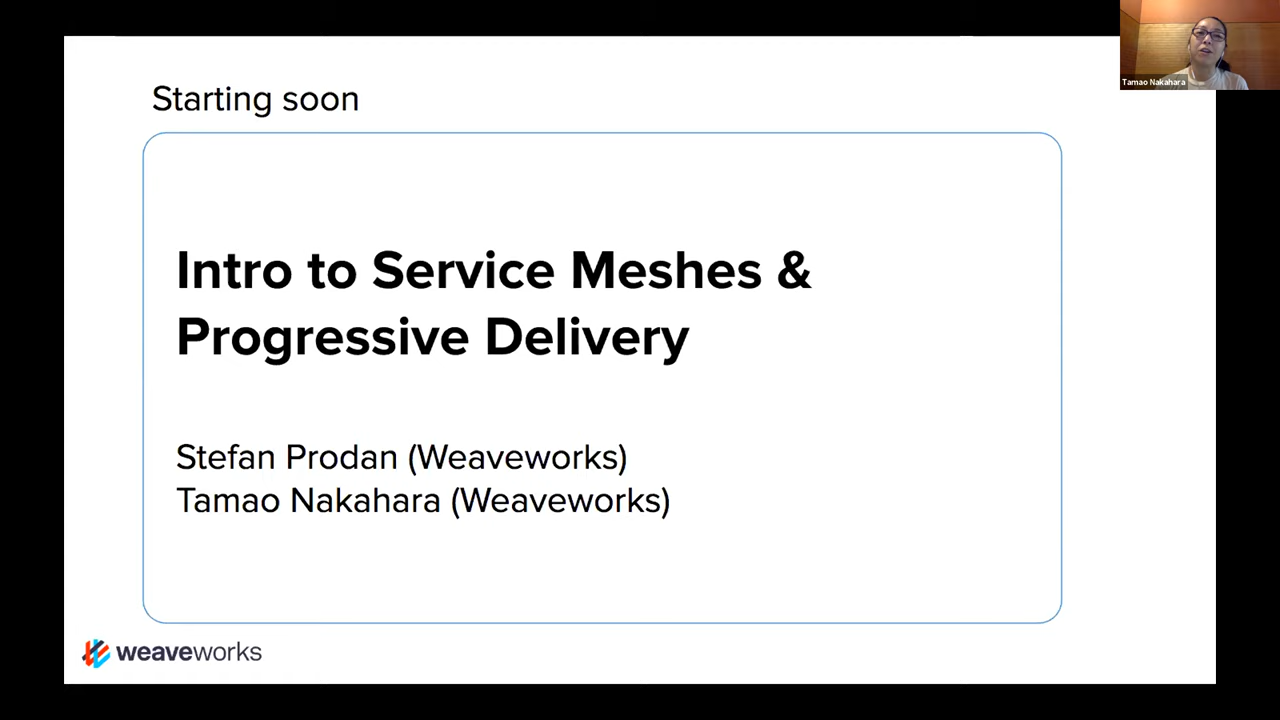 Starting soon
Intro to Service Meshes &
Progressive Delivery
Stefan Prodan (Weaveworks)
Tamao Nakahara (Weaveworks)
weaveworks
Tamao Nakahara